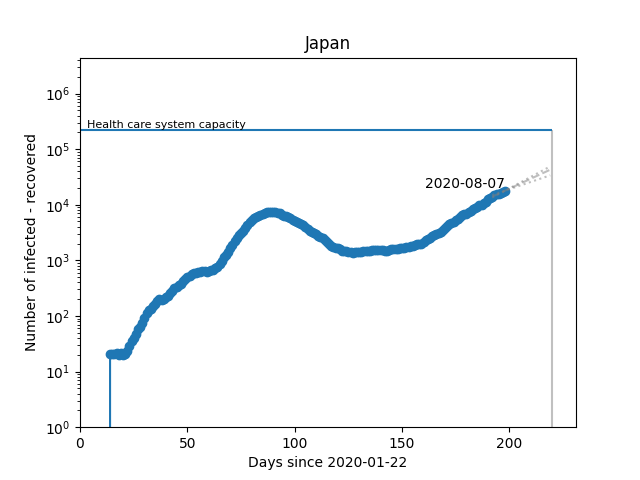 Japan
Number of infected - recovered
10^6
10^5
10^4
10^3
10^2
10^1
10^0
Health care system capacity
2020-08-07
0 50 100 150 200
Days since 2020-01-22